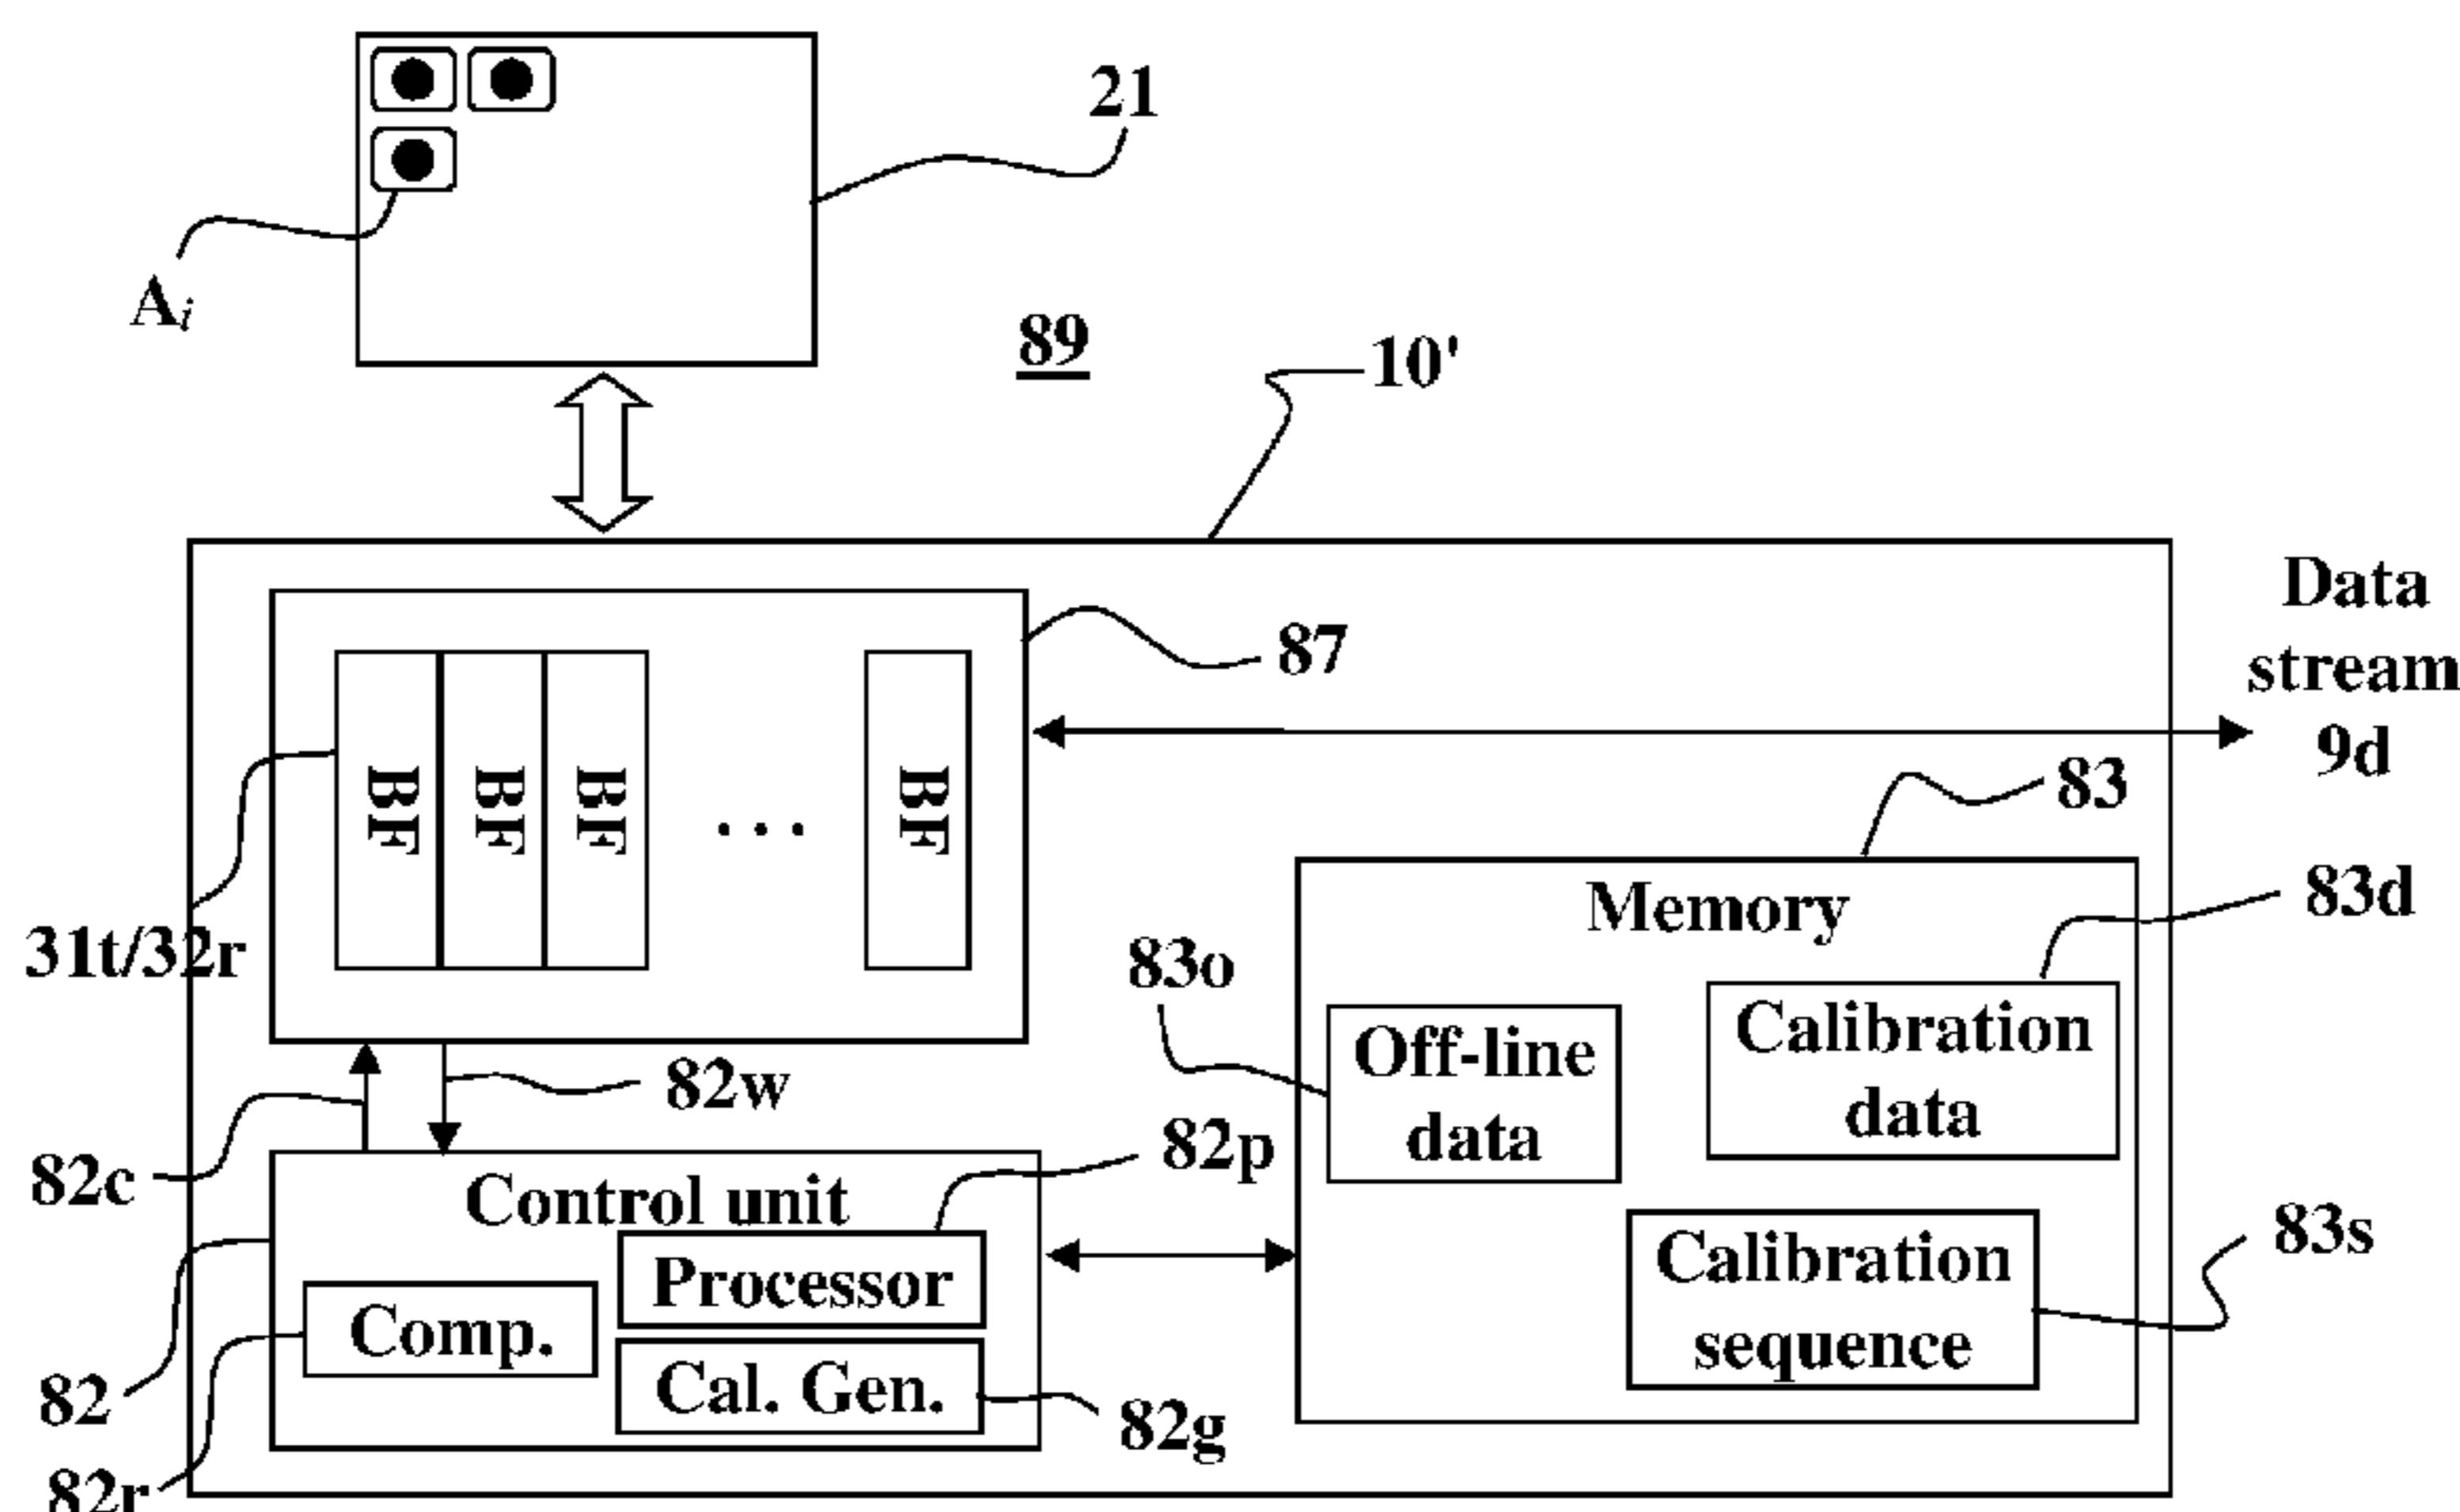 21
Ai
89
10'
Data
stream
9d
87
BF BF BF ... BF
31t/32r
83
Memory
83d
83o
Off-line
data
Calibration
data
82w
82c
82p
Control unit
Processor
Comp.
Cal. Gen.
82
82g
82r
Calibration
sequence
83s